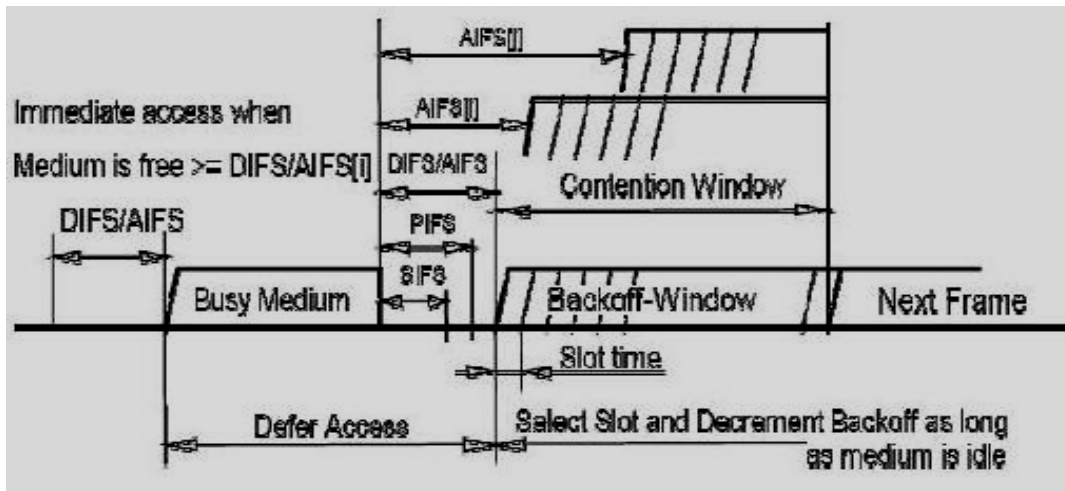 AIFS[j]
Immediate access when
AIFS[i]
Medium is free >= DIFS/AIFS[i]
DIFS/AIFS
Contention Window
DIFS/AIFS
PIFS
SIFS
Busy Medium
Backoff-Window
Next Frame
Slot time
Defer Access
Select Slot and Decrement Backoff as long
as medium is idle